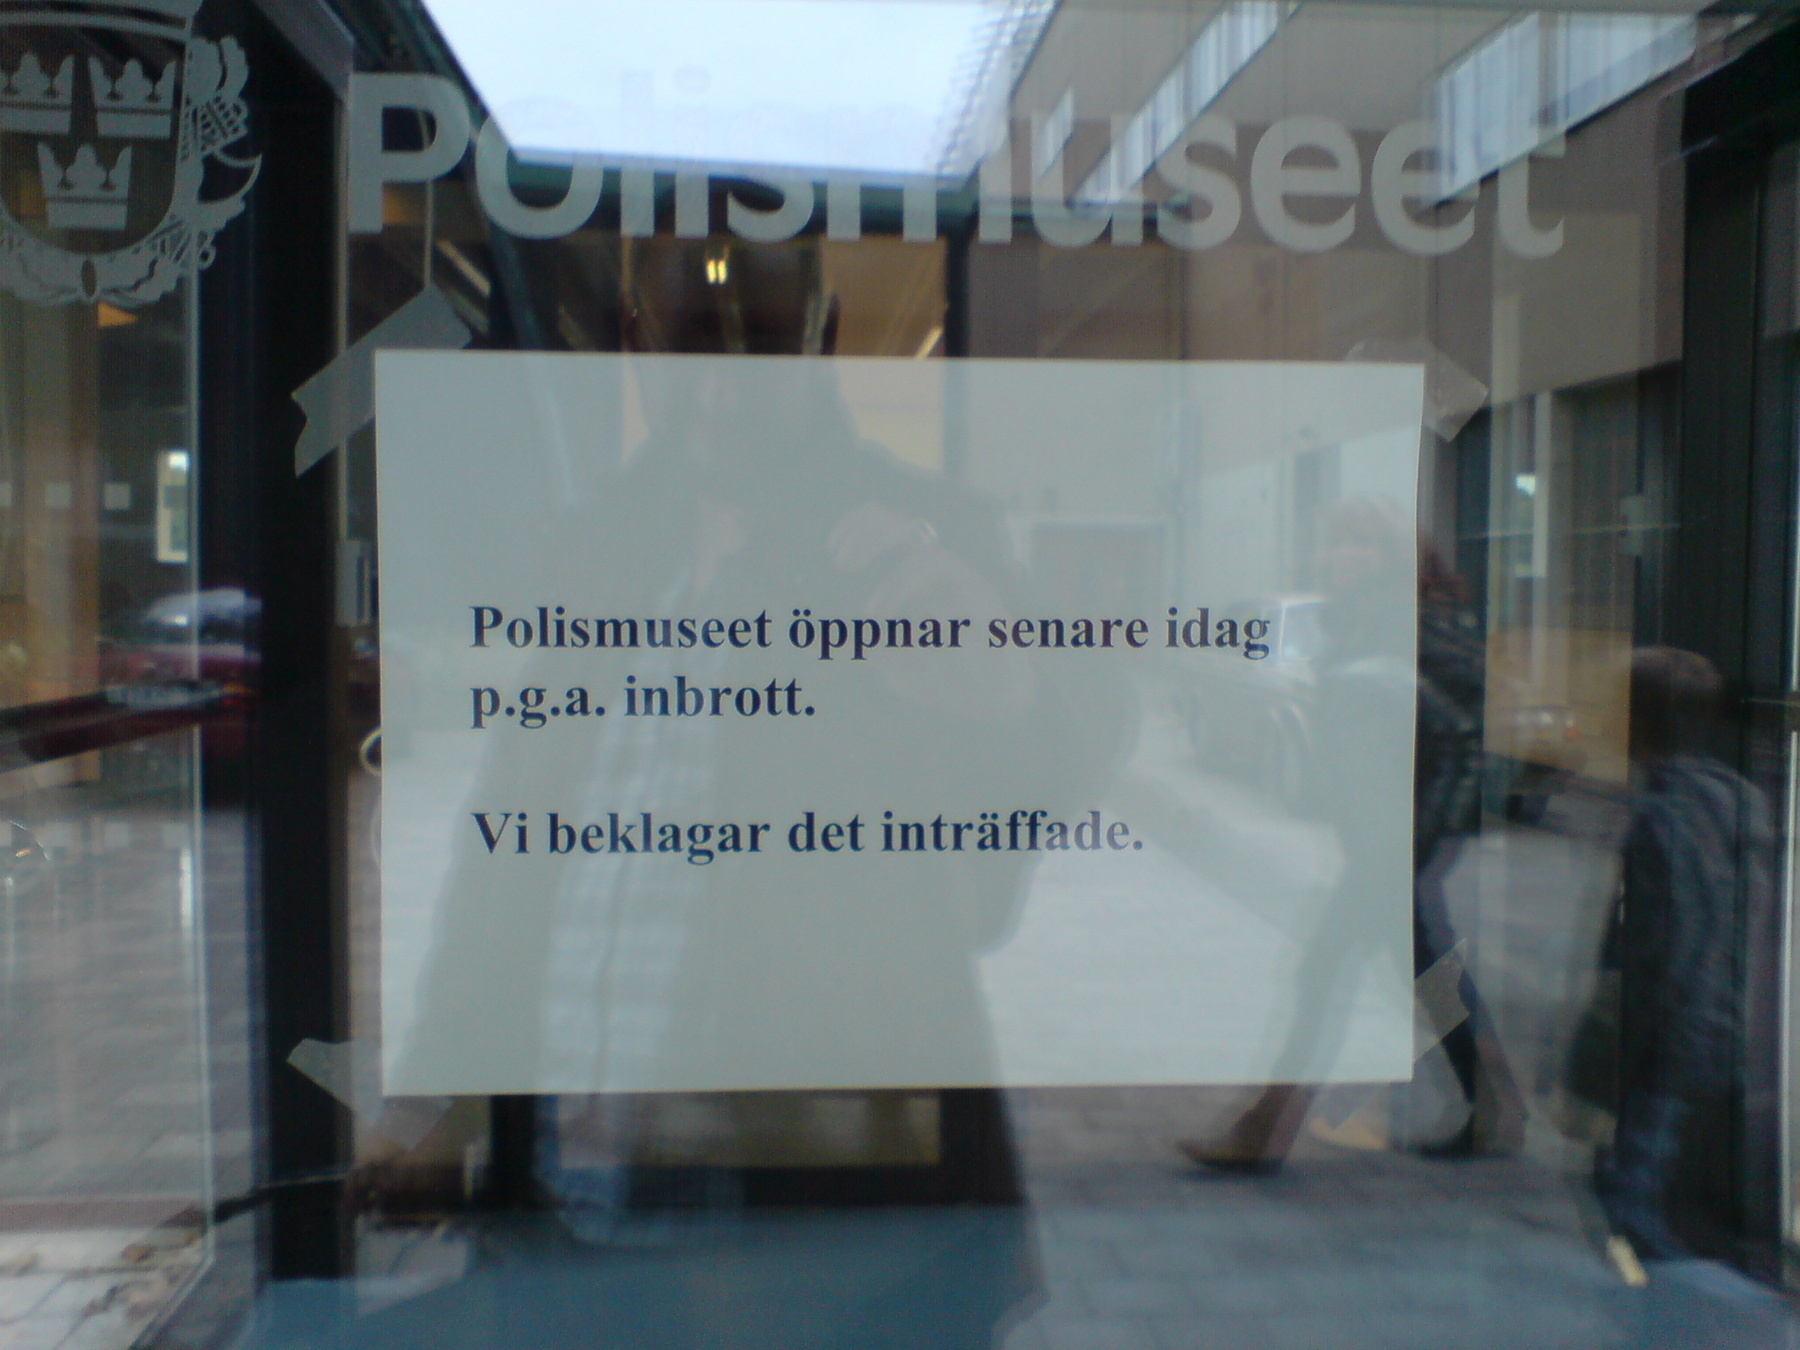 Polismuseet
Polismuseet öppnar senare idag
p.g.a. inbrott.
Vi beklagar det inträffade.